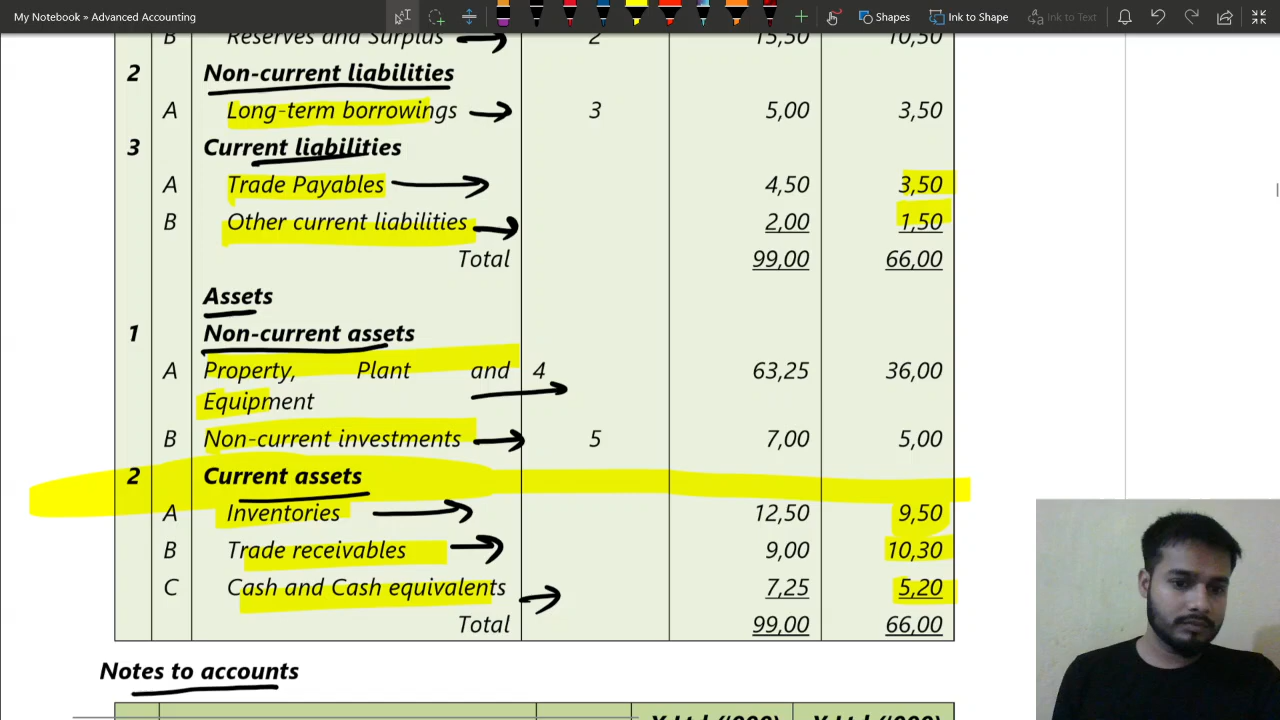 My Notebook » Advanced Accounting
Shapes
Ink to Shape
Ink to Text
B Reserves and Surplus 2 15,50 10,50
2 Non-current liabilities
A Long-term borrowings 3 5,00 3,50
3 Current liabilities
A Trade Payables 4,50 3,50
B Other current liabilities 2,00 1,50
Total 99,00 66,00
Assets
1 Non-current assets
A Property, Plant and 4 63,25 36,00
Equipment
B Non-current investments 5 7,00 5,00
2 Current assets
A Inventories 12,50 9,50
B Trade receivables 9,00 10,30
C Cash and Cash equivalents 7,25 5,20
Total 99,00 66,00
Notes to accounts